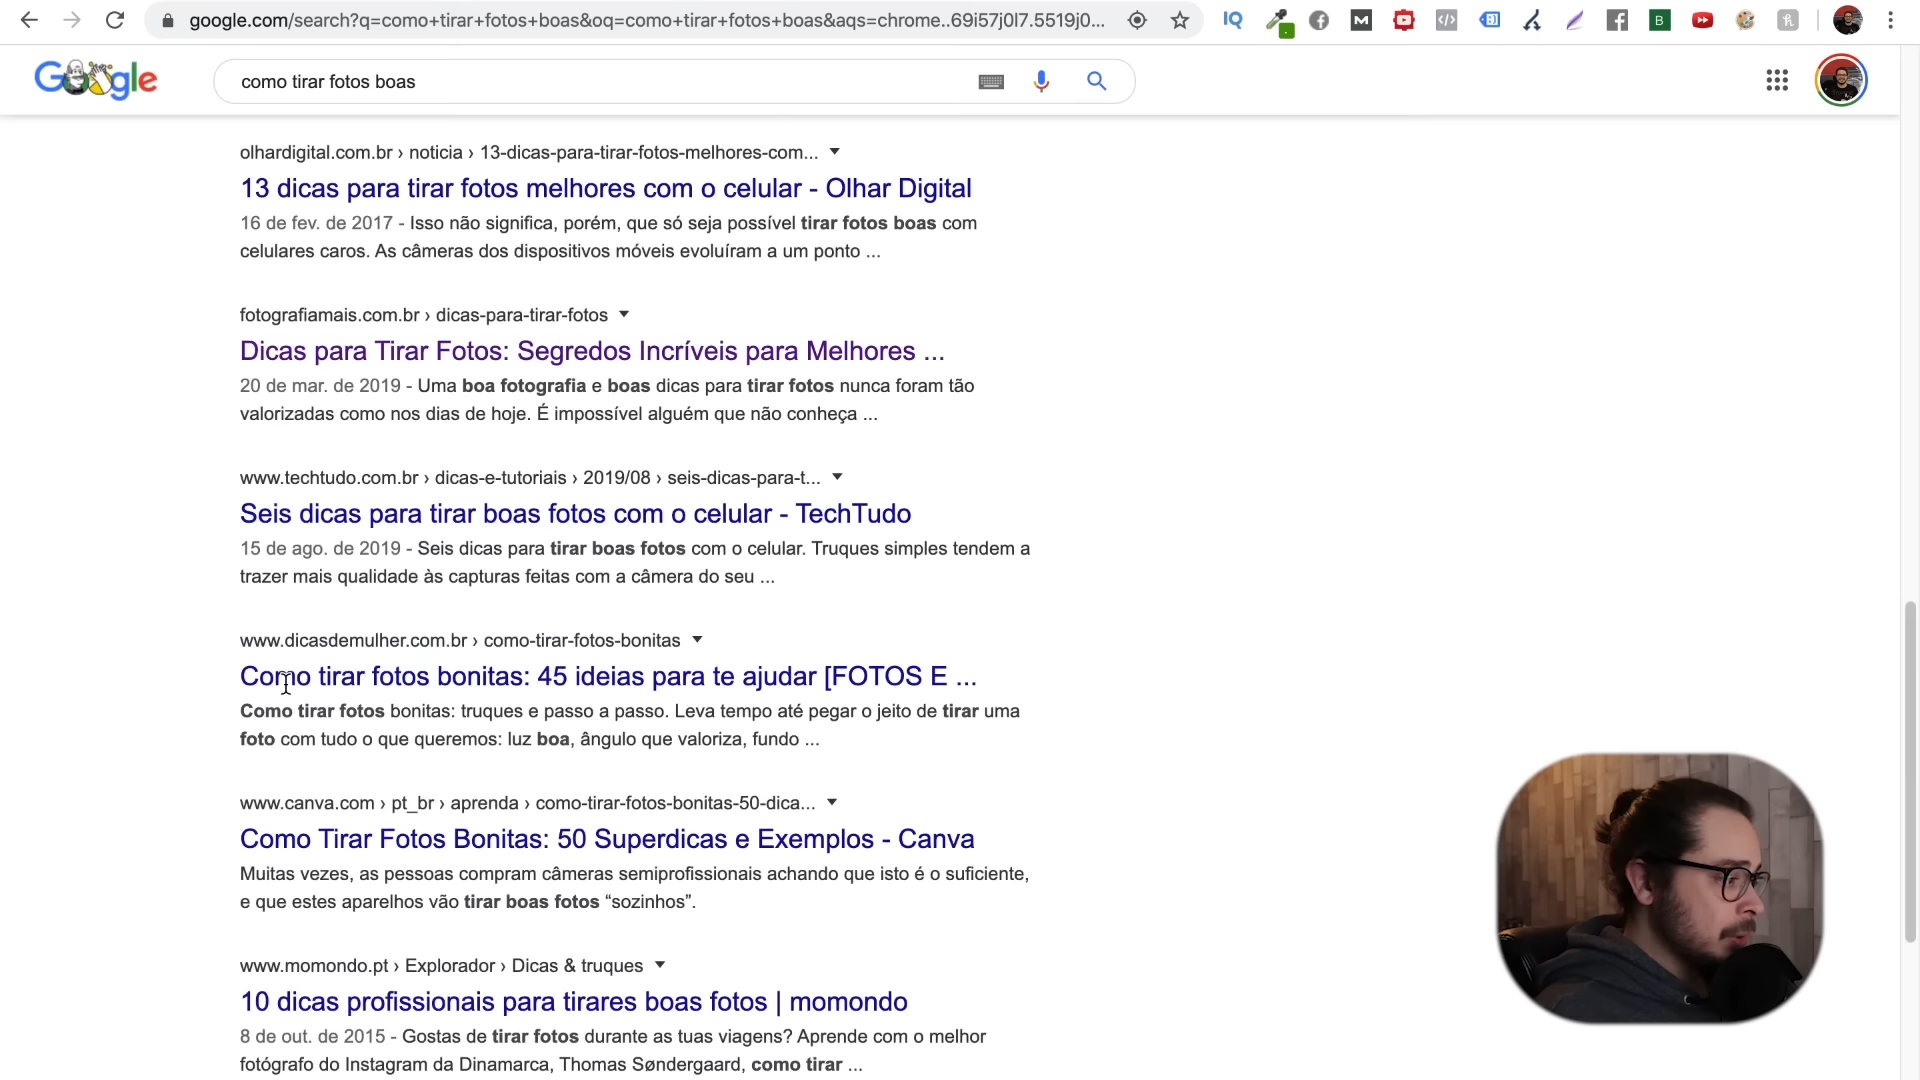 google.com/search?q=como+tirar+fotos+boas&oq=como+tirar+fotos+boas&aqs=chrome..69i57j0l7.5519j0...
Google
como tirar fotos boas
olhardigital.com.br › noticia › 13-dicas-para-tirar-fotos-melhores-com...
13 dicas para tirar fotos melhores com o celular - Olhar Digital
16 de fev. de 2017 - Isso não significa, porém, que só seja possível tirar fotos boas com
celulares caros. As câmeras dos dispositivos móveis evoluíram a um ponto ...
fotografiamais.com.br › dicas-para-tirar-fotos
Dicas para Tirar Fotos: Segredos Incríveis para Melhores ...
20 de mar. de 2019 - Uma boa fotografia e boas dicas para tirar fotos nunca foram tão
valorizadas como nos dias de hoje. É impossível alguém que não conheça ...
www.techtudo.com.br › dicas-e-tutoriais › 2019/08 › seis-dicas-para-t...
Seis dicas para tirar boas fotos com o celular - TechTudo
15 de ago. de 2019 - Seis dicas para tirar boas fotos com o celular. Truques simples tendem a
trazer mais qualidade às capturas feitas com a câmera do seu ...
www.dicasdemulher.com.br › como-tirar-fotos-bonitas
Como tirar fotos bonitas: 45 ideias para te ajudar [FOTOS E ...
Como tirar fotos bonitas: truques e passo a passo. Leva tempo até pegar o jeito de tirar uma
foto com tudo o que queremos: luz boa, ângulo que valoriza, fundo ...
www.canva.com › pt_br › aprenda › como-tirar-fotos-bonitas-50-dica...
Como Tirar Fotos Bonitas: 50 Superdicas e Exemplos - Canva
Muitas vezes, as pessoas compram câmeras semiprofissionais achando que isto é o suficiente,
e que estes aparelhos vão tirar boas fotos “sozinhos”.
www.momondo.pt › Explorador › Dicas & truques
10 dicas profissionais para tirares boas fotos | momondo
8 de out. de 2015 - Gostas de tirar fotos durante as tuas viagens? Aprende com o melhor
fotógrafo do Instagram da Dinamarca, Thomas Søndergaard, como tirar ...